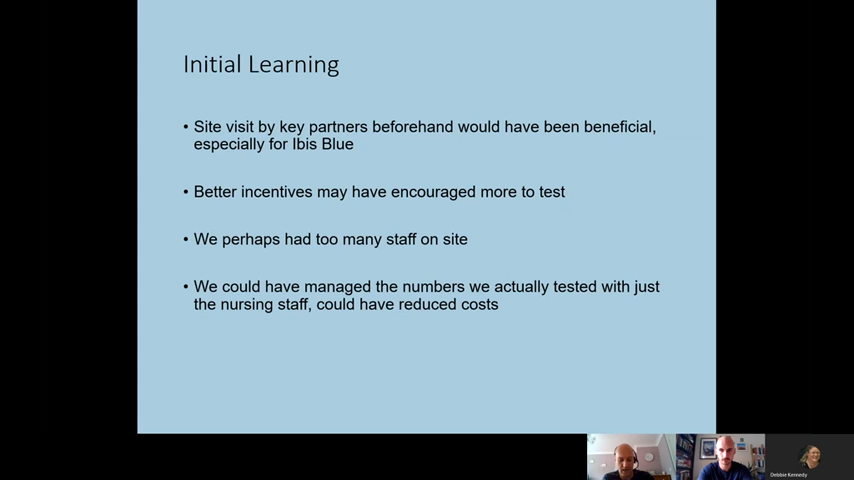 Initial Learning
• Site visit by key partners beforehand would have been beneficial,
especially for Ibis Blue
• Better incentives may have encouraged more to test
• We perhaps had too many staff on site
• We could have managed the numbers we actually tested with just
the nursing staff, could have reduced costs
Debbie Kennedy